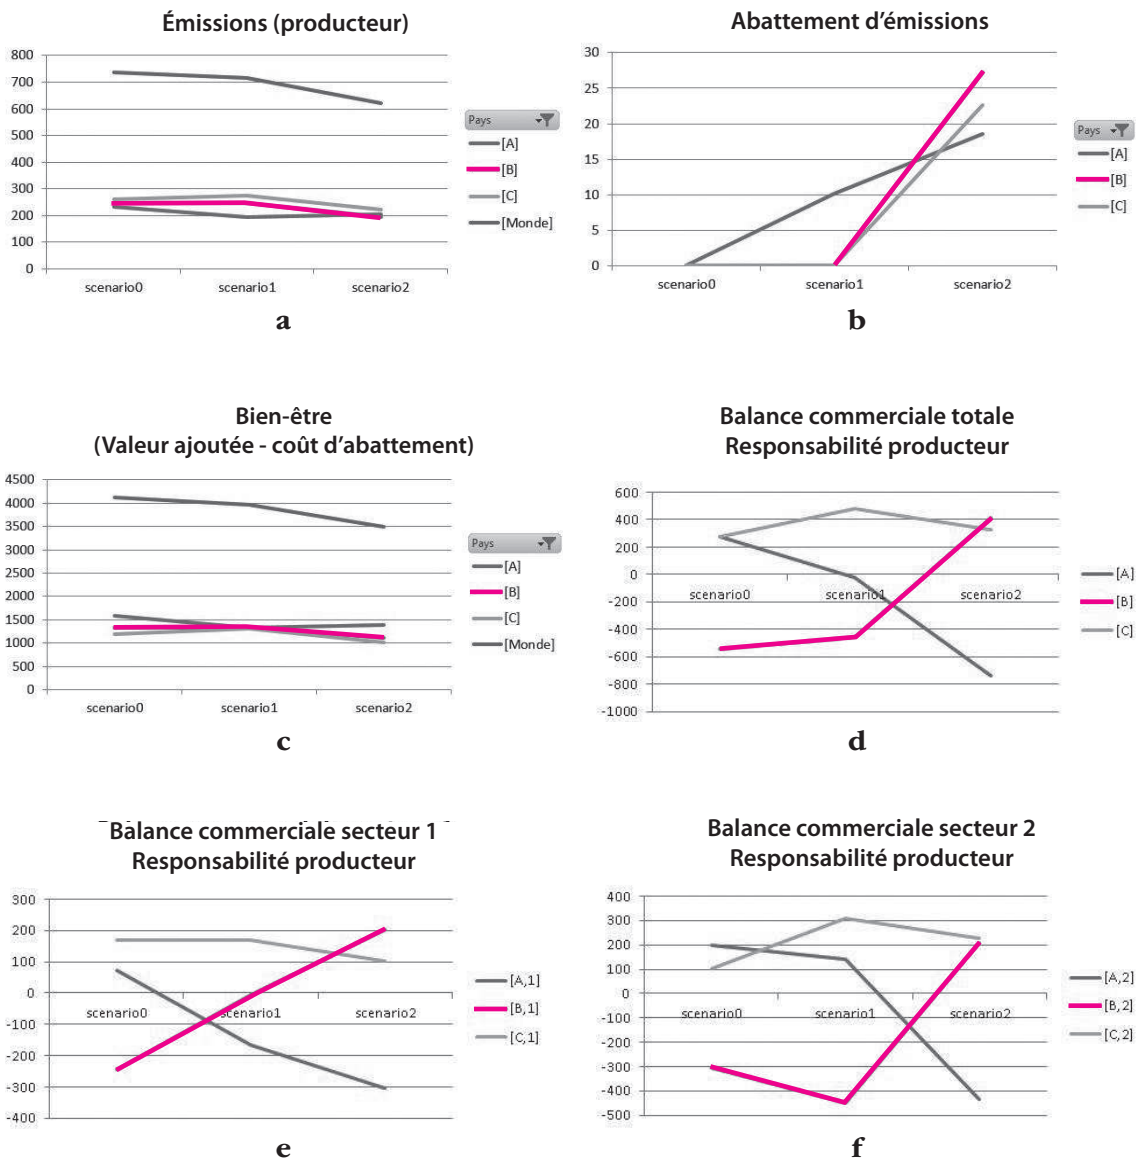 Émissions (producteur)
800
700
600
500
400
300
200
100
0
scenario0 scenario1 scenario2
Pays
[A]
[B]
[C]
[Monde]
a
Abattement d'émissions
30
25
20
15
10
5
0
scenario0 scenario1 scenario2
Pays
[A]
[B]
[C]
b
Bien-être
(Valeur ajoutée - coût d'abattement)
4500
4000
3500
3000
2500
2000
1500
1000
500
0
scenario0 scenario1 scenario2
Pays
[A]
[B]
[C]
[Monde]
c
Balance commerciale totale
Responsabilité producteur
600
400
200
0
-200
-400
-600
-800
-1000
scenario0 scenario1 scenario2
[A]
[B]
[C]
d
Balance commerciale secteur 1
Responsabilité producteur
300
200
100
0
-100
-200
-300
-400
scenario0 scenario1 scenario2
[A,1]
[B,1]
[C,1]
e
Balance commerciale secteur 2
Responsabilité producteur
400
300
200
100
0
-100
-200
-300
-400
-500
scenario0 scenario1 scenario2
[A,2]
[B,2]
[C,2]
f